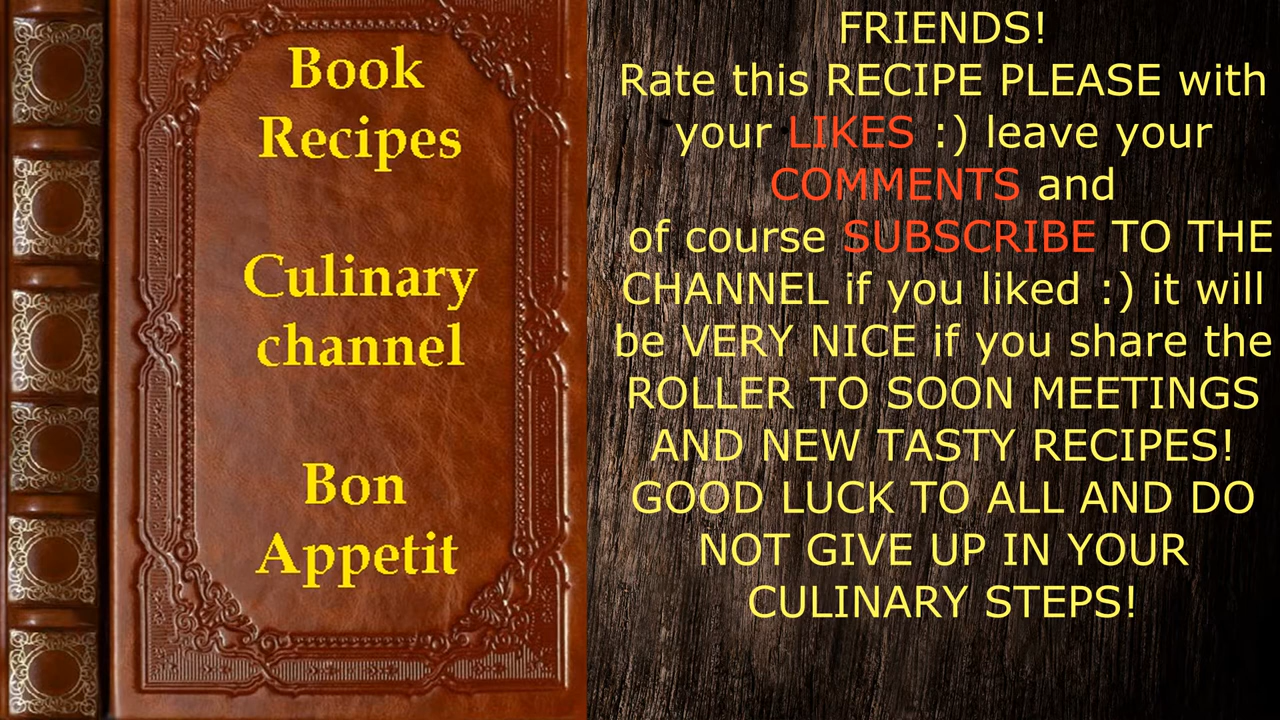 Book
Recipes
Culinary
channel
Bon
Appetit
FRIENDS!
Rate this RECIPE PLEASE with
your LIKES :) leave your
COMMENTS and
of course SUBSCRIBE TO THE
CHANNEL if you liked :) it will
be VERY NICE if you share the
ROLLER TO SOON MEETINGS
AND NEW TASTY RECIPES!
GOOD LUCK TO ALL AND DO
NOT GIVE UP IN YOUR
CULINARY STEPS!